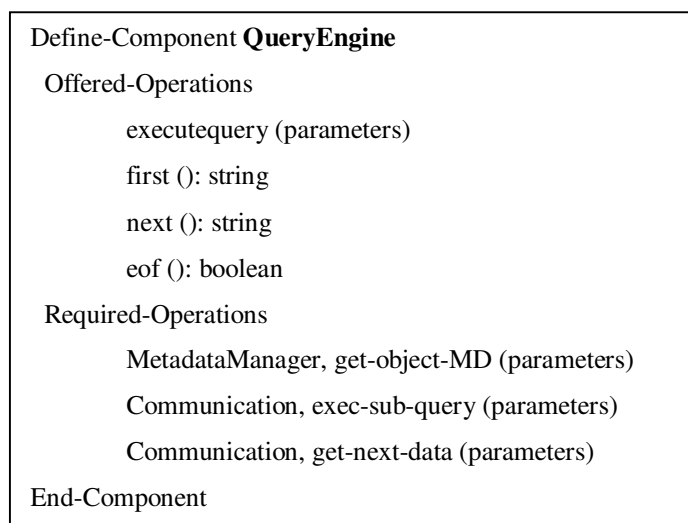 Define-Component QueryEngine
Offered-Operations
executequery (parameters)
first (): string
next (): string
eof (): boolean
Required-Operations
MetadataManager, get-object-MD (parameters)
Communication, exec-sub-query (parameters)
Communication, get-next-data (parameters)
End-Component